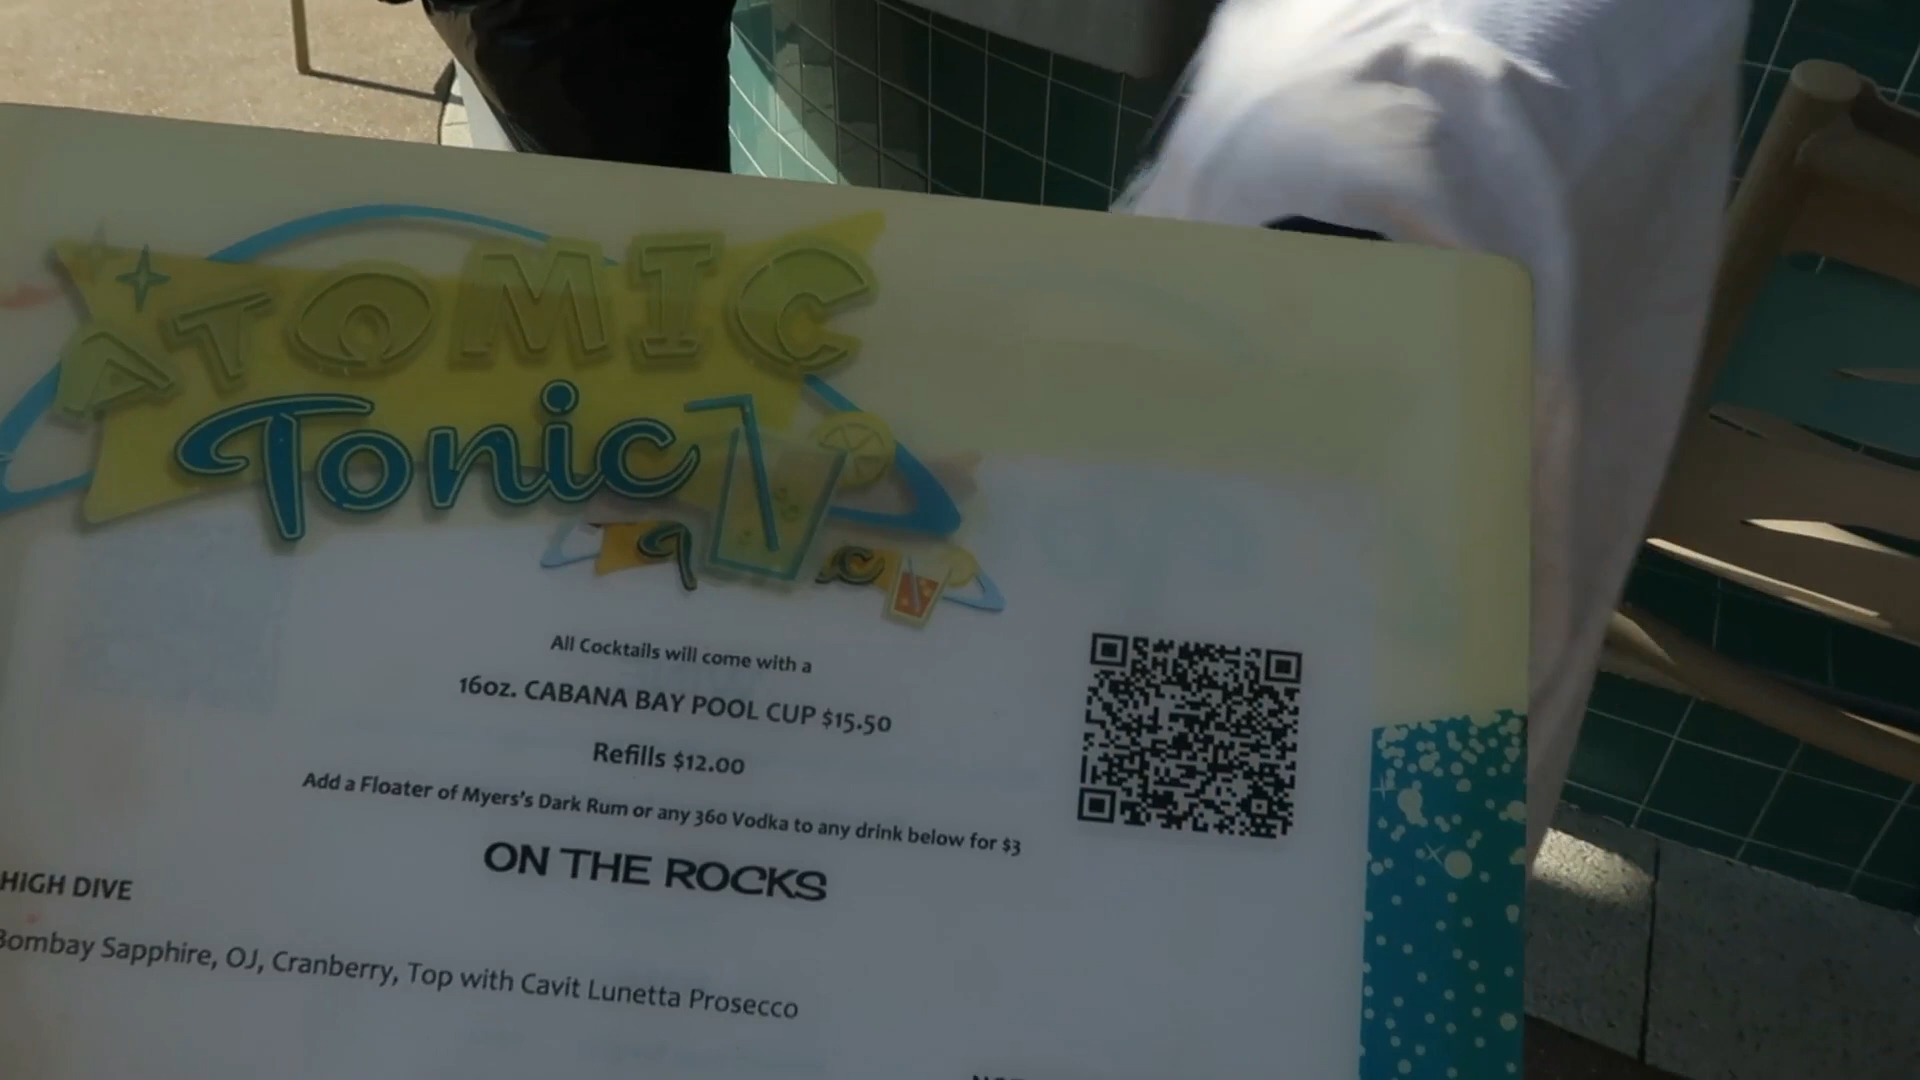 ATOMIC
Tonic
All Cocktails will come with a
16oz. CABANA BAY POOL CUP $15.50
Refills $12.00
Add a Floater of Myers's Dark Rum or any 360 Vodka to any drink below for $3
ON THE ROCKS
HIGH DIVE
Bombay Sapphire, OJ, Cranberry, Top with Cavit Lunetta Prosecco